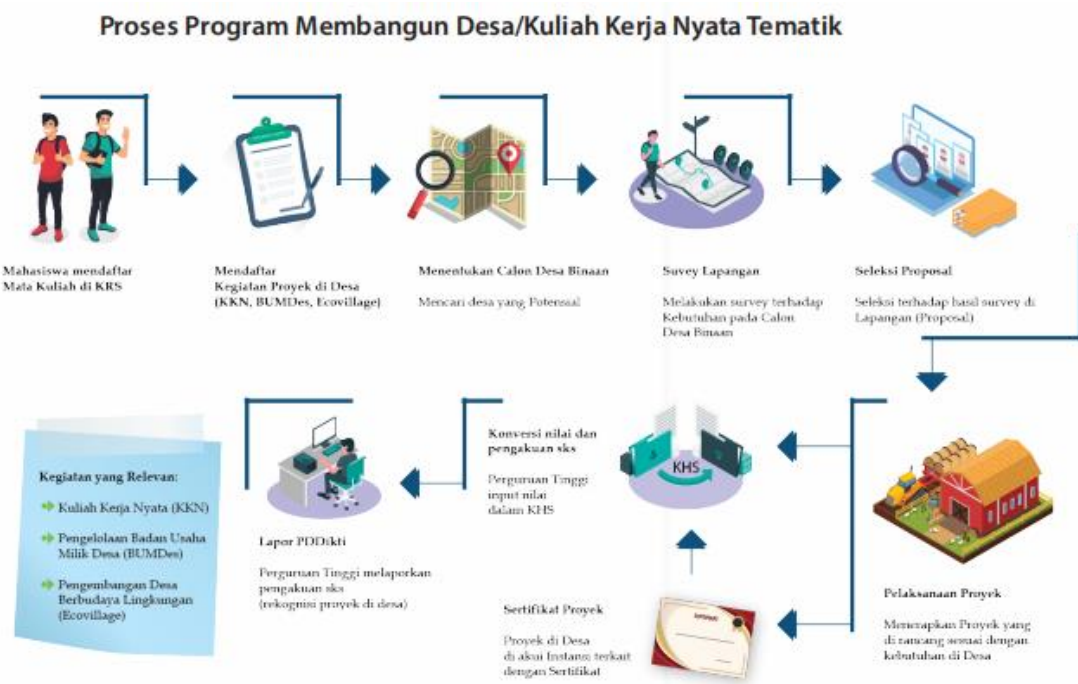 Proses Program Membangun Desa/Kuliah Kerja Nyata Tematik
Mahasiswa mendaftar
Mata Kuliah di KRS
Mendaftar
Kegiatan Proyek di Desa
(KKN, BUMDes, Ecovillage)
Menentukan Calon Desa Binaan
Mencari desa yang Potensial
Suvey Lapangan
Melakukan survey terhadap
Kebutuhan pada Calon
Desa Binaan
Seleksi Proposal
Seleksi terhadap hasil survey di
Lapangan (Proposal)
Pelaksanaan Proyek
Menerapkan Proyek yang
di rancang sesuai dengan
kebutuhan di Desa
KHS
Konversi nilai dan
pengakuan sks
Perguruan Tinggi
input nilai
dalam KHS
Sertifikat Proyek
Proyek di Desa
di akui Instansi terkait
dengan Sertifikat
Lapor PDDikti
Perguruan Tinggi melaporkan
pengakuan sks
(rekognisi proyek di desa)
Kegiatan yang Relevan:
Kuliah Kerja Nyata (KKN)
Pengelolaan Badan Usaha
Milik Desa (BUMDes)
Pengembangan Desa
Berbudaya Lingkungan
(Ecovillage)